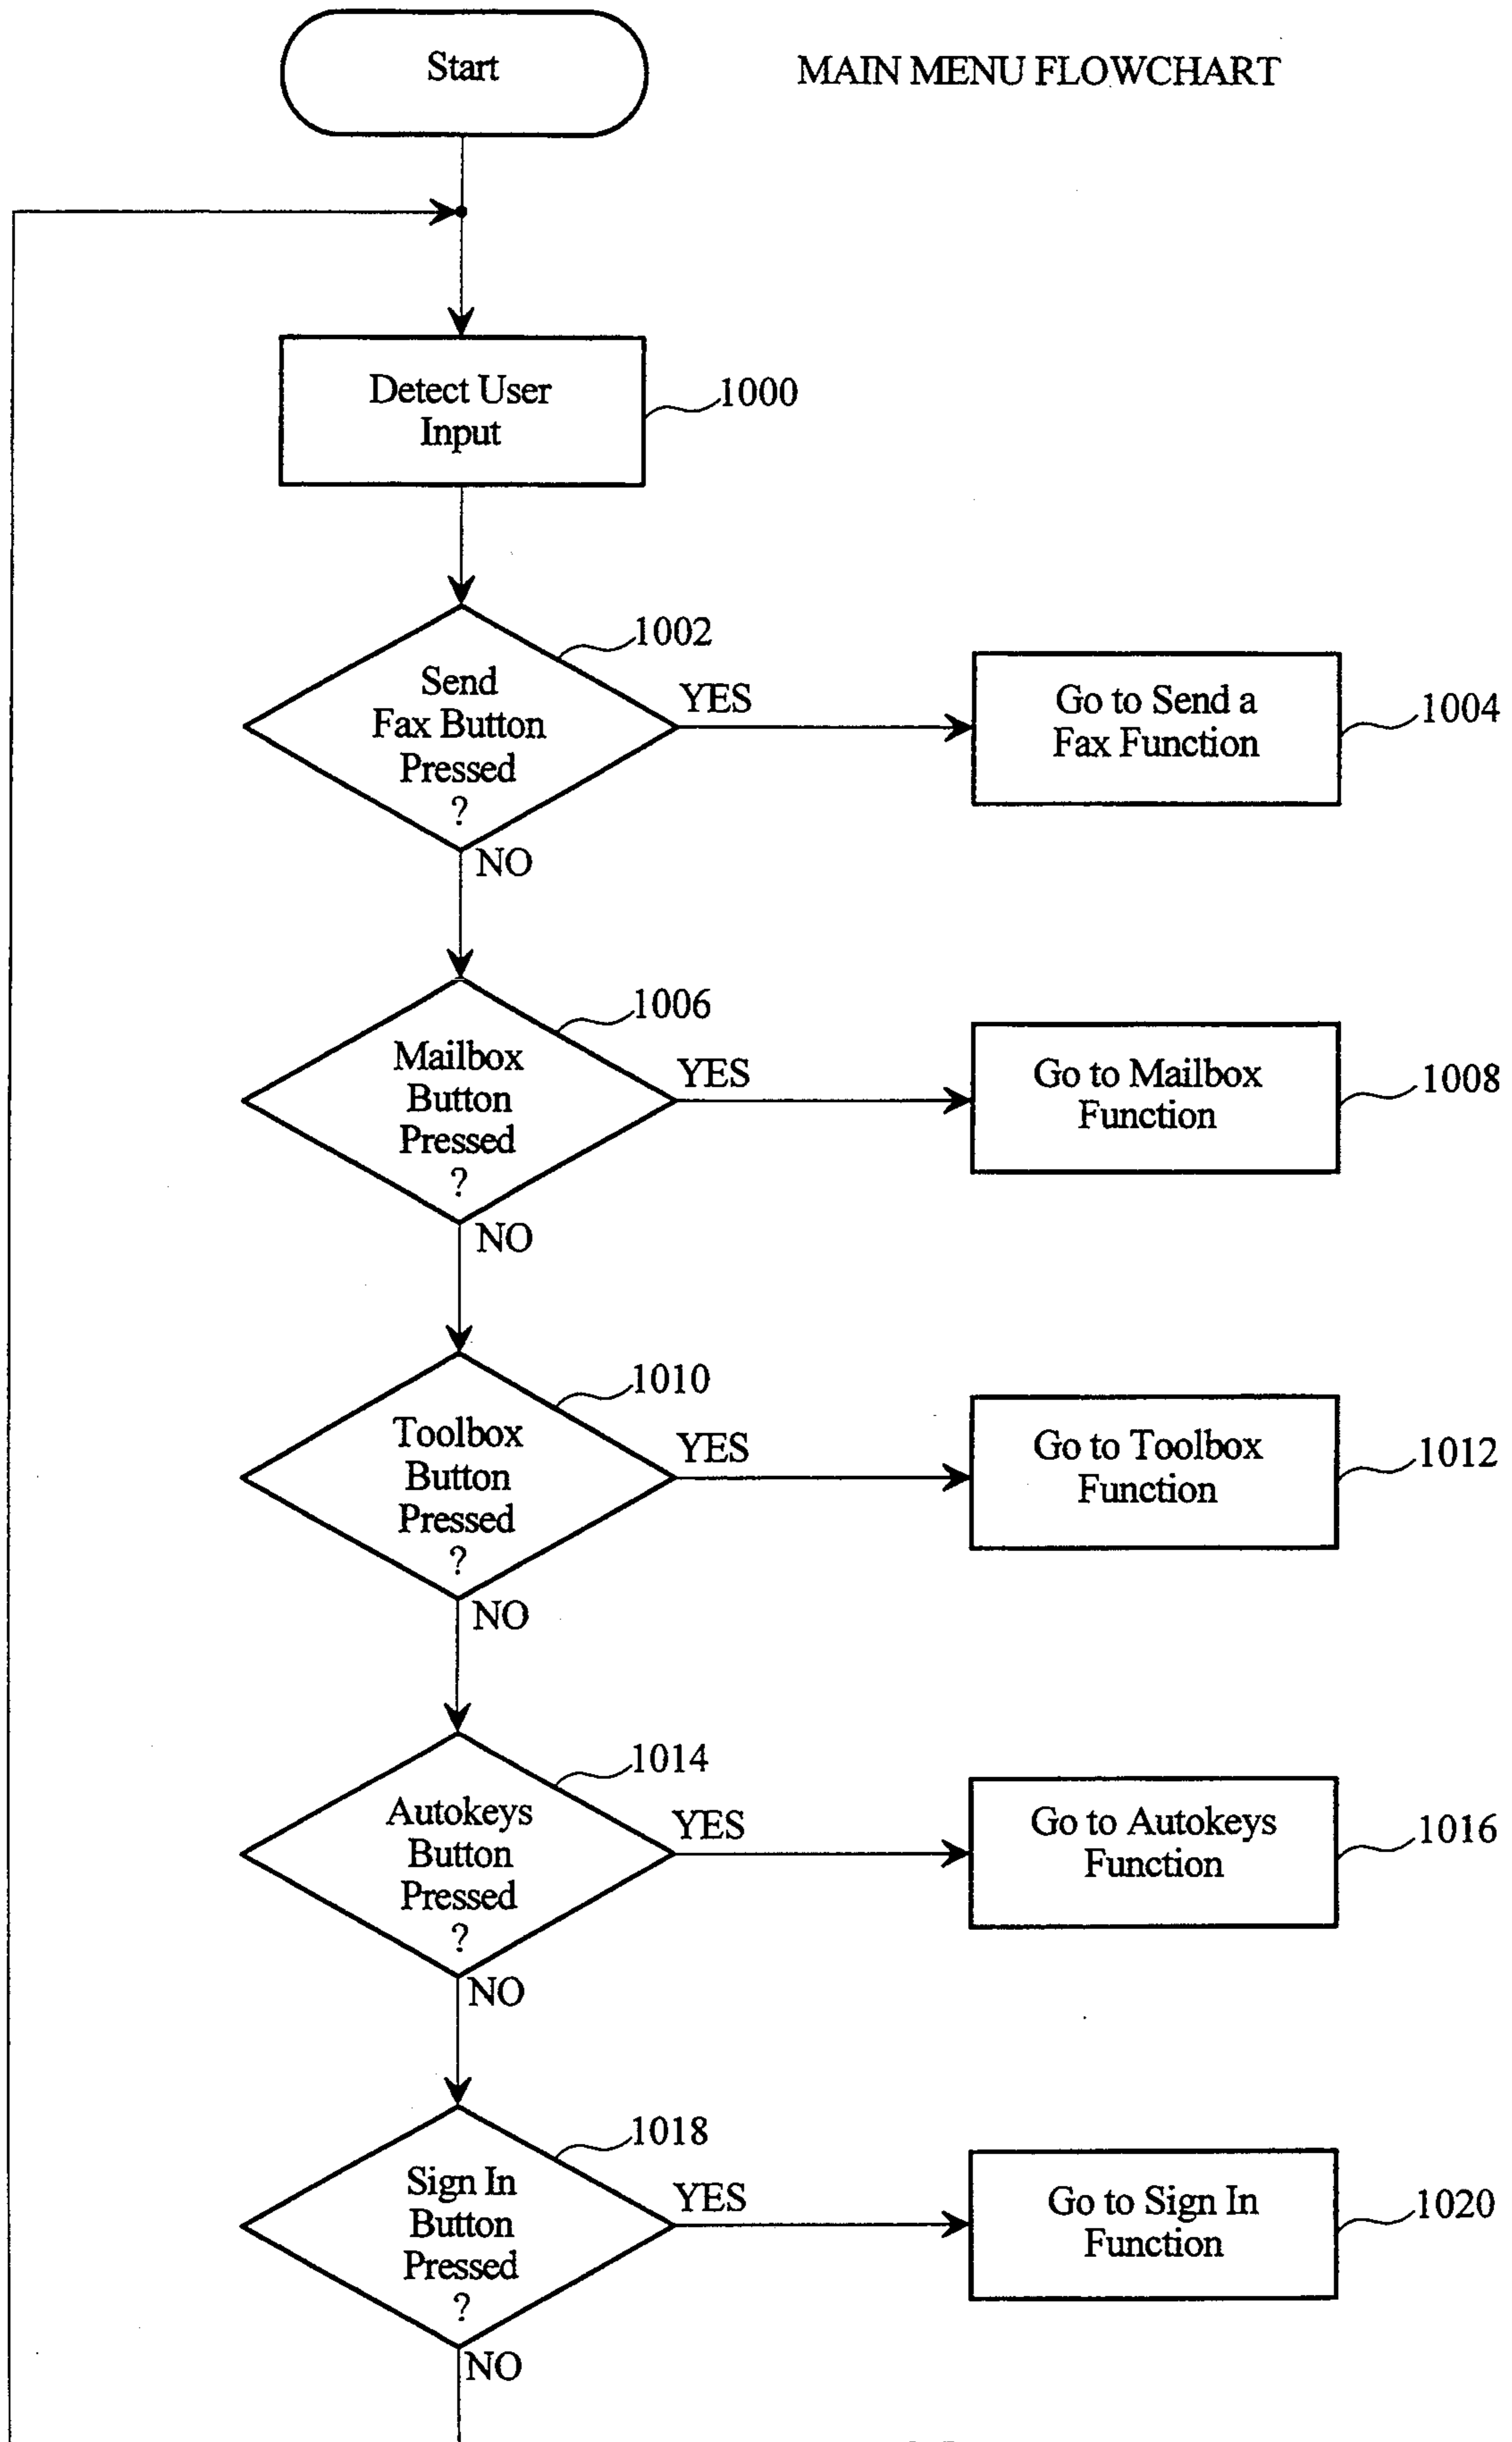 Start
MAIN MENU FLOWCHART
Detect User
Input
1000
1002
Send
Fax Button
Pressed
?
YES
NO
Go to Send a
Fax Function
1004
1006
Mailbox
Button
Pressed
?
YES
NO
Go to Mailbox
Function
1008
1010
Toolbox
Button
Pressed
?
YES
NO
Go to Toolbox
Function
1012
1014
Autokeys
Button
Pressed
?
YES
NO
Go to Autokeys
Function
1016
1018
Sign In
Button
Pressed
?
YES
NO
Go to Sign In
Function
1020